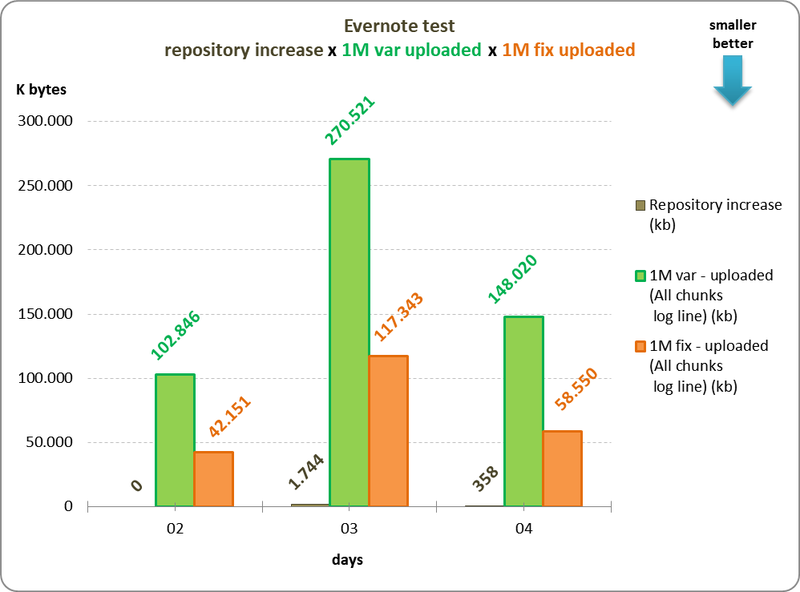 Evernote test
repository increase x 1M var uploaded x 1M fix uploaded
smaller
better
K bytes
300.000
250.000
200.000
150.000
100.000
50.000
0
0
102.846
42.151
1.744
270.521
117.343
358
148.020
58.550
02
03
04
days
Repository increase
(kb)
1M var - uploaded
(All chunks
log line) (kb)
1M fix - uploaded
(All chunks
log line) (kb)